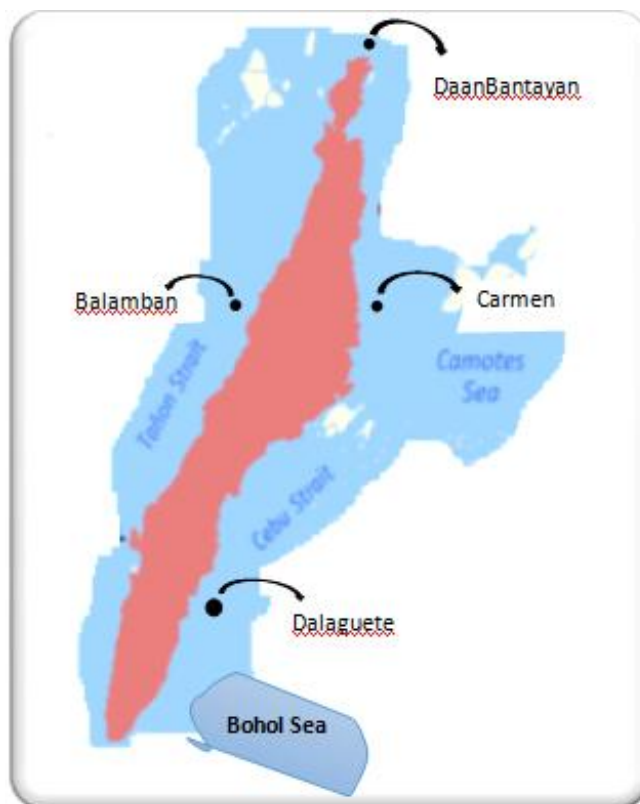 DaanBantayan
Balamban
Carmen
Camotes
Sea
Tañon Strait
Cebu Strait
Dalaguete
Bohol Sea